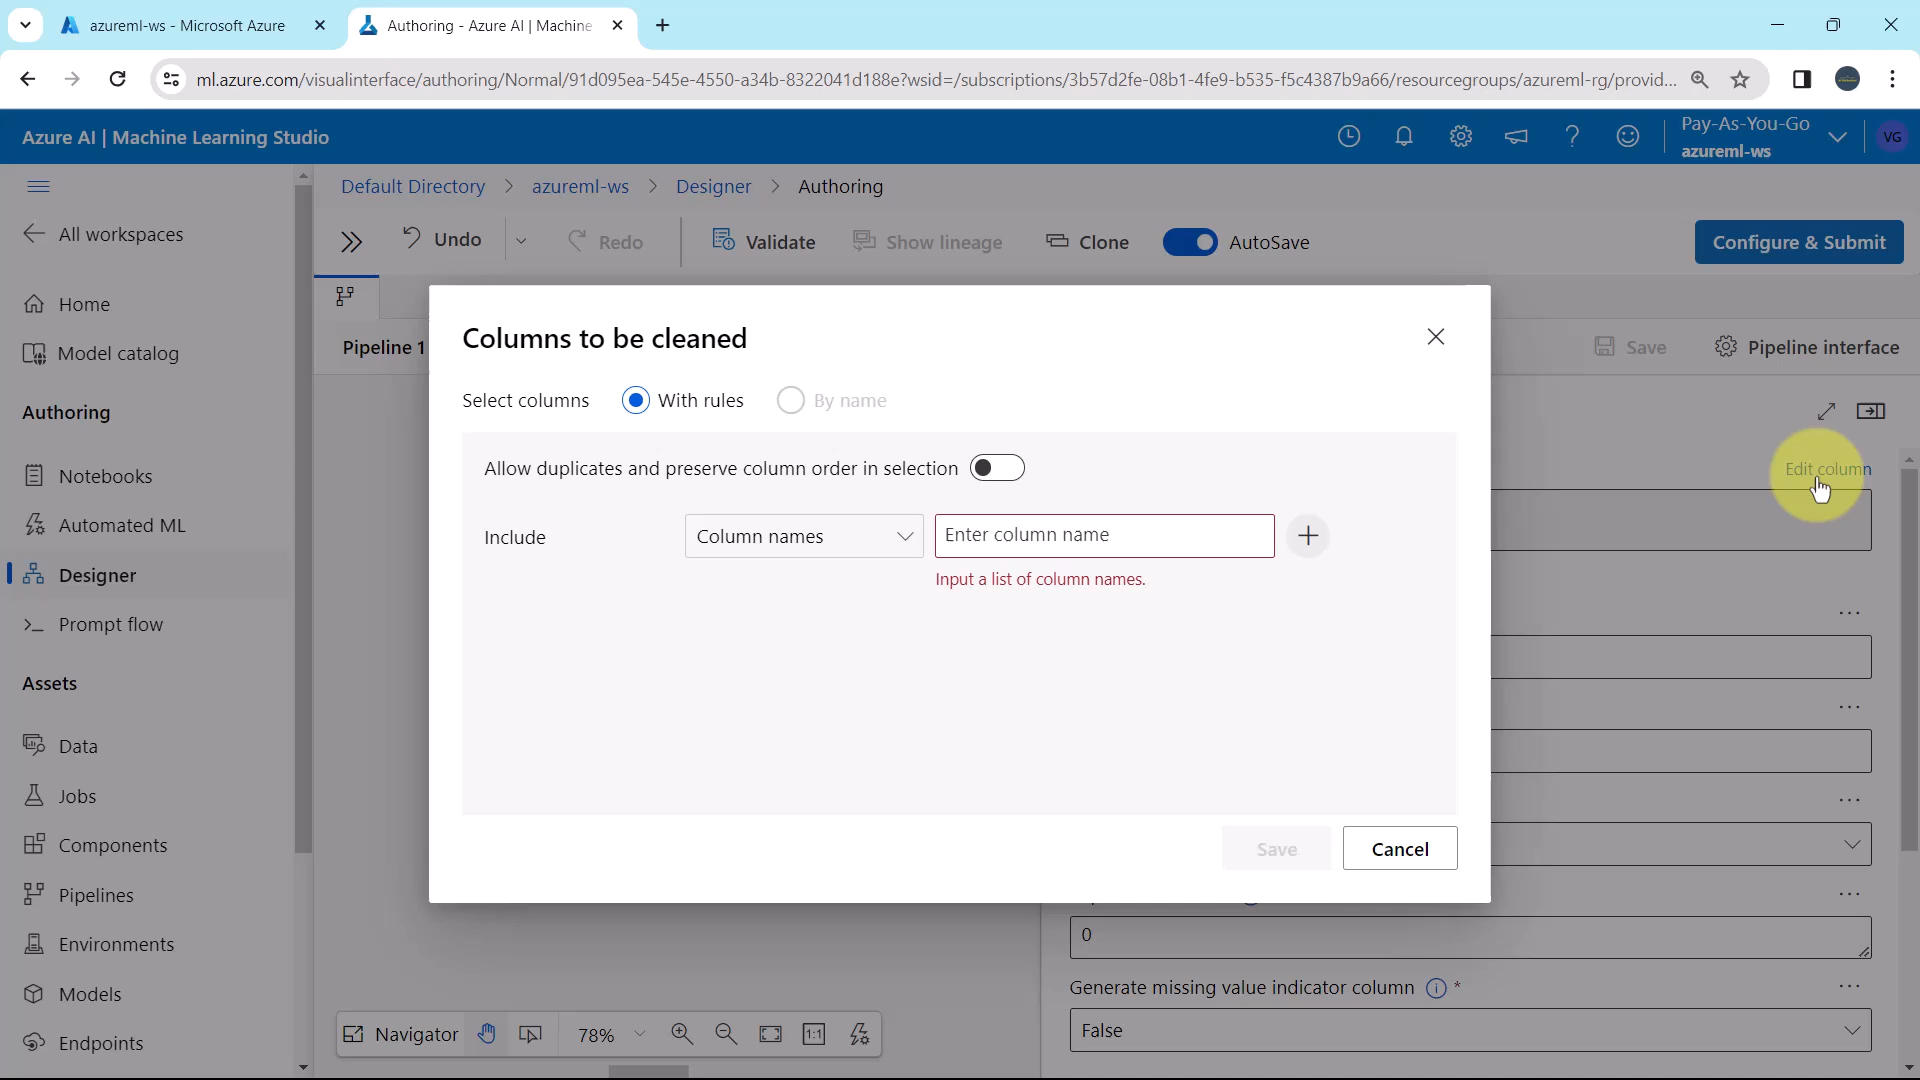 azureml-ws - Microsoft Azure
Authoring - Azure AI | Machine
ml.azure.com/visualinterface/authoring/Normal/91d095ea-545e-4550-a34b-8322041d188e?wsid=/subscriptions/3b57d2fe-08b1-4fe9-b535-f5c4387b9a66/resourcegroups/azureml-rg/provid...
Azure AI | Machine Learning Studio
Pay-As-You-Go
azureml-ws
VG
Default Directory > azureml-ws > Designer > Authoring
All workspaces
Undo
Redo
Validate
Show lineage
Clone
AutoSave
Configure & Submit
Home
Model catalog
Authoring
Notebooks
Automated ML
Designer
Prompt flow
Assets
Data
Jobs
Components
Pipelines
Environments
Models
Endpoints
Pipeline 1
Save
Pipeline interface
Columns to be cleaned
Select columns
With rules
By name
Allow duplicates and preserve column order in selection
Include
Column names
Enter column name
Input a list of column names.
Save
Cancel
Edit column
0
Generate missing value indicator column *
False
Navigator
78%
1:1